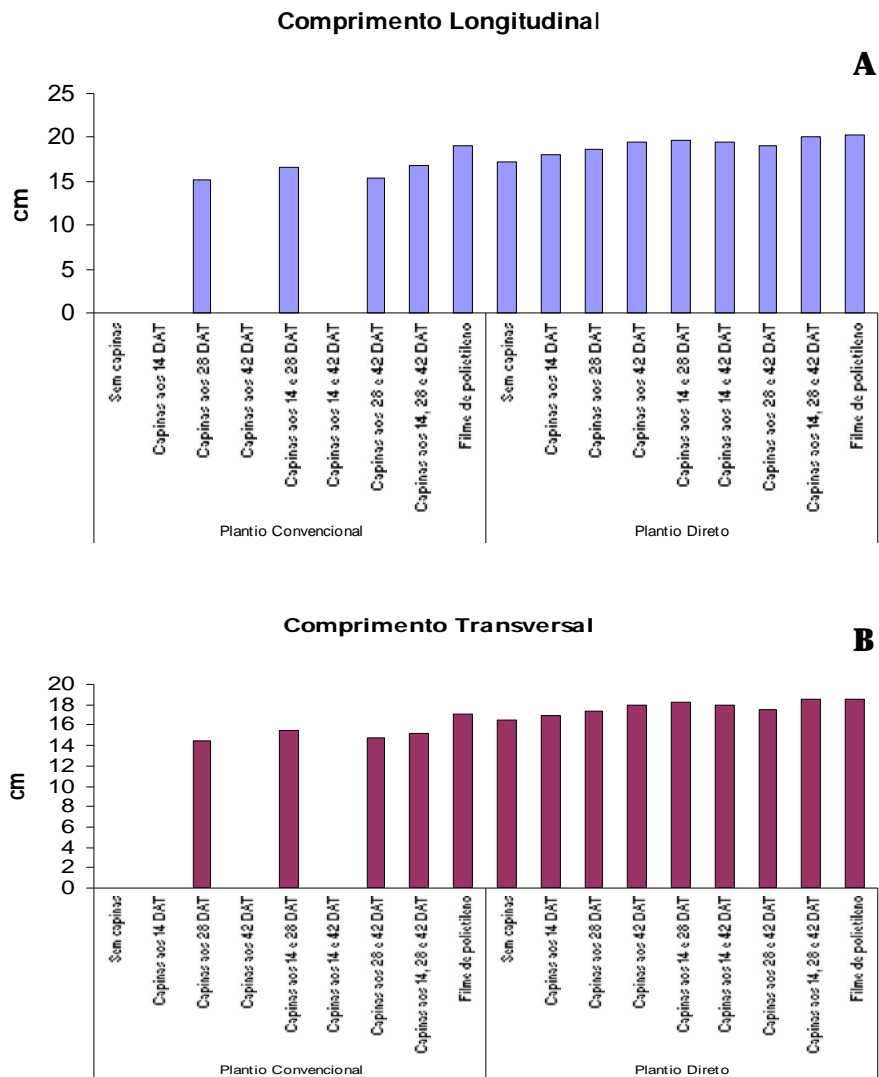 Comprimento Longitudinal
A
25
20
15
10
5
0
cm
Sem capinas
Capinas aos 14 DAT
Capinas aos 28 DAT
Capinas aos 42 DAT
Capinas aos 14 e 28 DAT
Capinas aos 14 e 42 DAT
Capinas aos 28 e 42 DAT
Capinas aos 14, 28 e 42 DAT
Filme de polietileno
Sem capinas
Capinas aos 14 DAT
Capinas aos 28 DAT
Capinas aos 42 DAT
Capinas aos 14 e 28 DAT
Capinas aos 14 e 42 DAT
Capinas aos 28 e 42 DAT
Capinas aos 14, 28 e 42 DAT
Filme de polietileno
Plantio Convencional
Plantio Direto
Comprimento Transversal
B
20
18
16
14
12
10
8
6
4
2
0
cm
Sem capinas
Capinas aos 14 DAT
Capinas aos 28 DAT
Capinas aos 42 DAT
Capinas aos 14 e 28 DAT
Capinas aos 14 e 42 DAT
Capinas aos 28 e 42 DAT
Capinas aos 14, 28 e 42 DAT
Filme de polietileno
Sem capinas
Capinas aos 14 DAT
Capinas aos 28 DAT
Capinas aos 42 DAT
Capinas aos 14 e 28 DAT
Capinas aos 14 e 42 DAT
Capinas aos 28 e 42 DAT
Capinas aos 14, 28 e 42 DAT
Filme de polietileno
Plantio Convencional
Plantio Direto